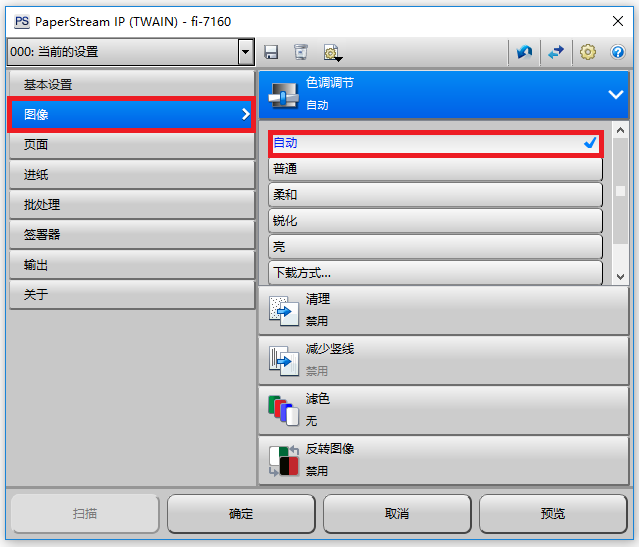 PS PaperStream IP (TWAIN) - fi-7160
000: 当前的设置
基本设置
图像
页面
进纸
批处理
签署器
输出
关于
色调调节
自动
自动
普通
柔和
锐化
亮
下载方式...
清理
禁用
减少竖线
禁用
滤色
无
反转图像
禁用
扫描
确定
取消
预览